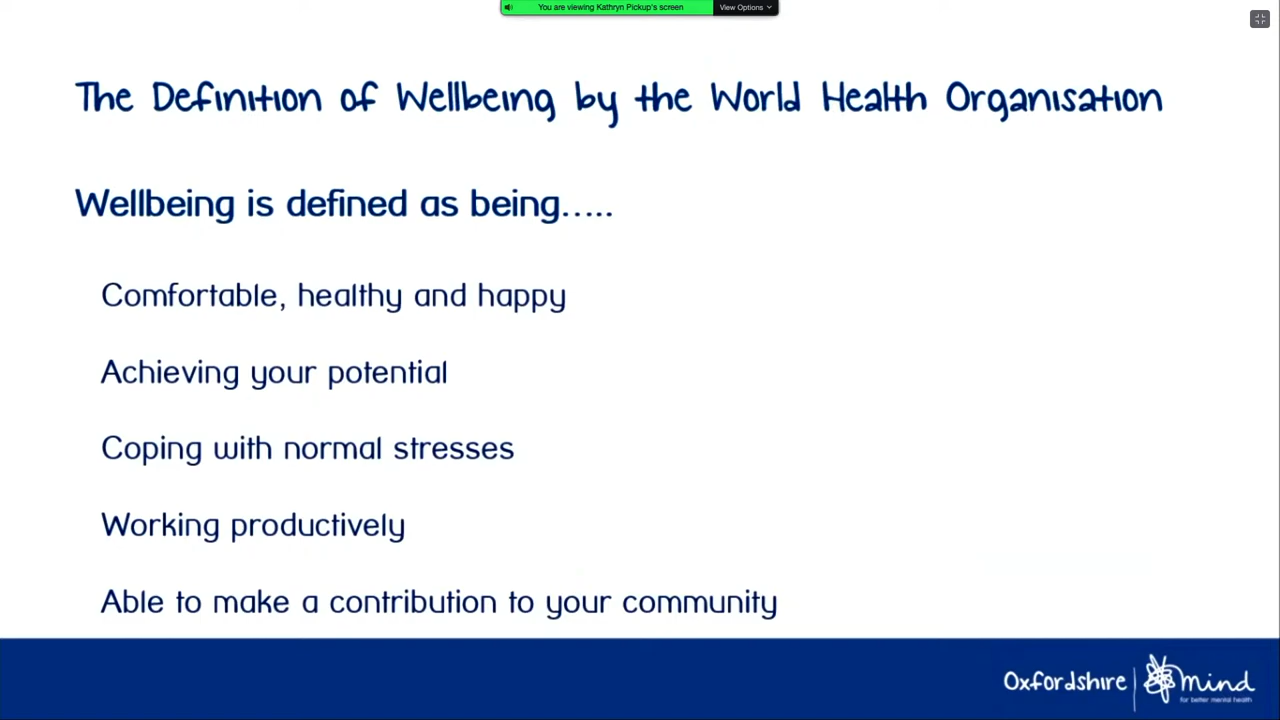 You are viewing Kathryn Pickup's screen View Options
The Definition of Wellbeing by the World Health Organisation
Wellbeing is defined as being.....
Comfortable, healthy and happy
Achieving your potential
Coping with normal stresses
Working productively
Able to make a contribution to your community
Oxfordshire mind
for better mental health